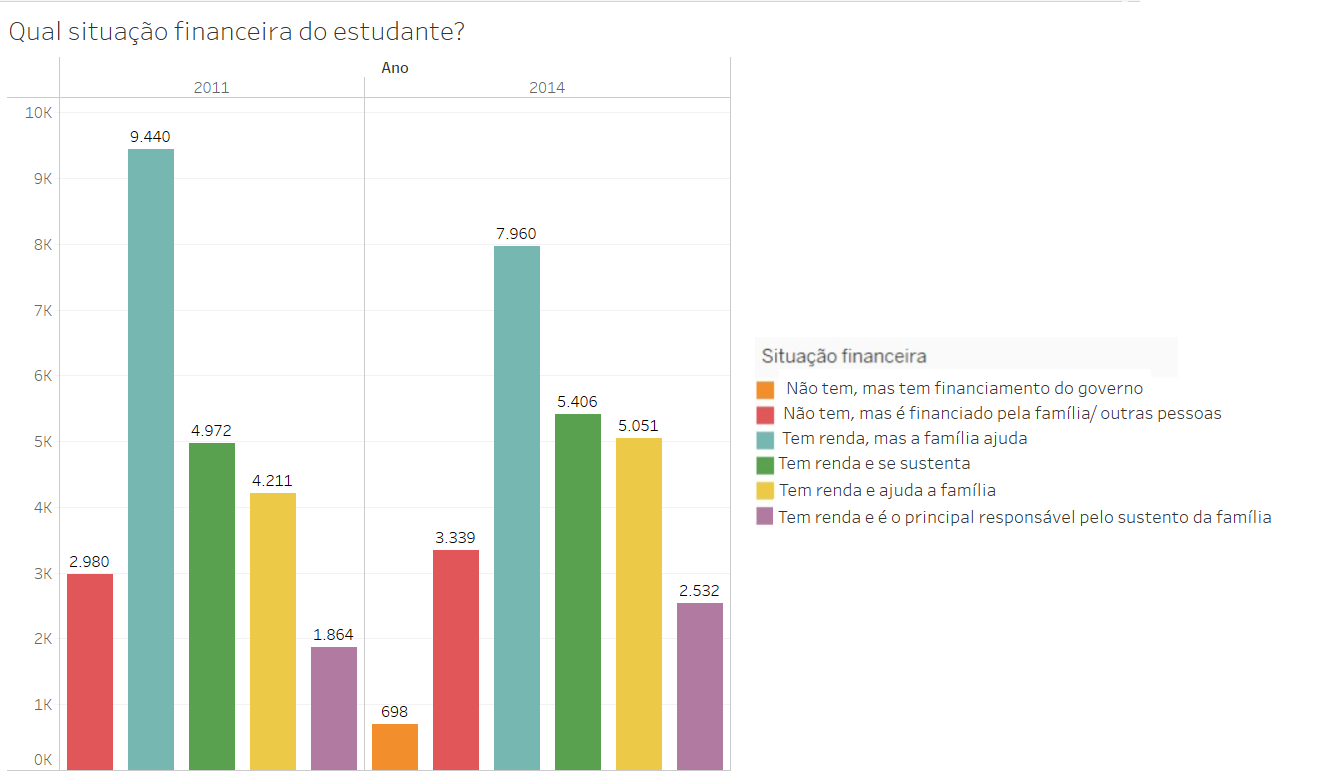 Qual situação financeira do estudante?
Ano
2011 2014
10K
9K
8K
7K
6K
5K
4K
3K
2K
1K
0K
2.980
9.440
4.972
4.211
1.864
698
3.339
7.960
5.406
5.051
2.532
Situação financeira
Não tem, mas tem financiamento do governo
Não tem, mas é financiado pela família/ outras pessoas
Tem renda, mas a família ajuda
Tem renda e se sustenta
Tem renda e ajuda a família
Tem renda e é o principal responsável pelo sustento da família